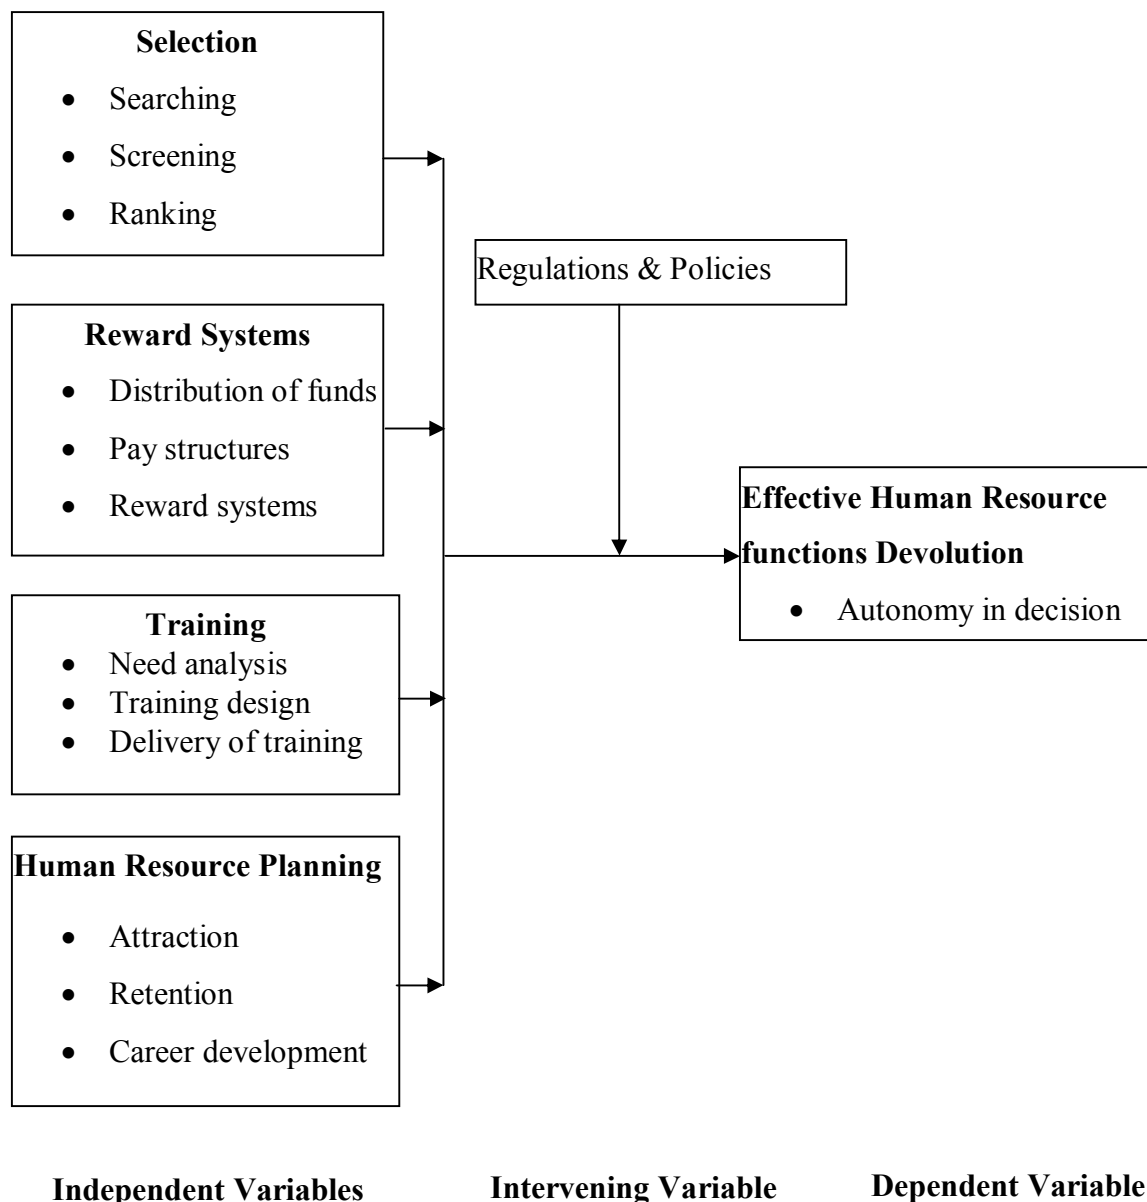 Selection
• Searching
• Screening
• Ranking
Regulations & Policies
Reward Systems
• Distribution of funds
• Pay structures
• Reward systems
Effective Human Resource
functions Devolution
• Autonomy in decision
Training
• Need analysis
• Training design
• Delivery of training
Human Resource Planning
• Attraction
• Retention
• Career development
Independent Variables
Intervening Variable
Dependent Variable